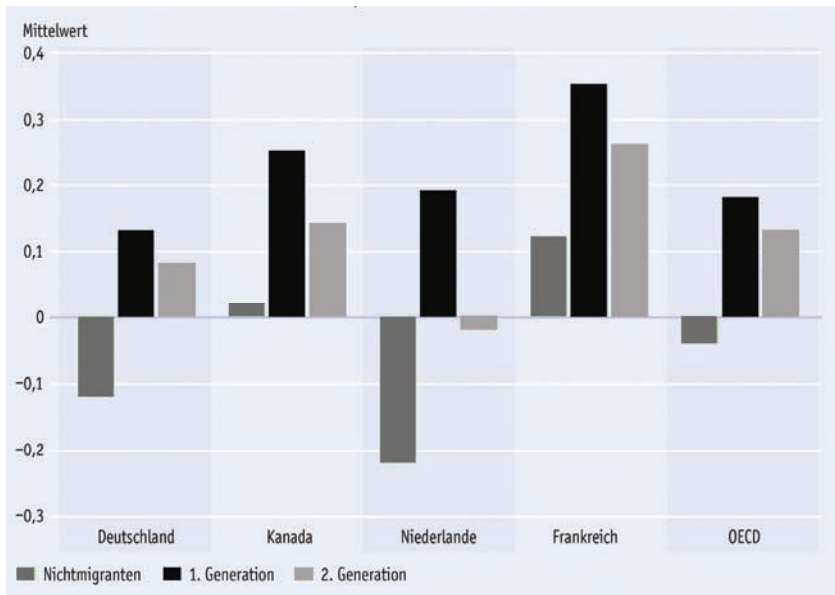 Mittelwert
0,4
0,3
0,2
0,1
0
−0,1
−0,2
−0,3
Deutschland Kanada Niederlande Frankreich OECD
Nichtmigranten 1. Generation 2. Generation